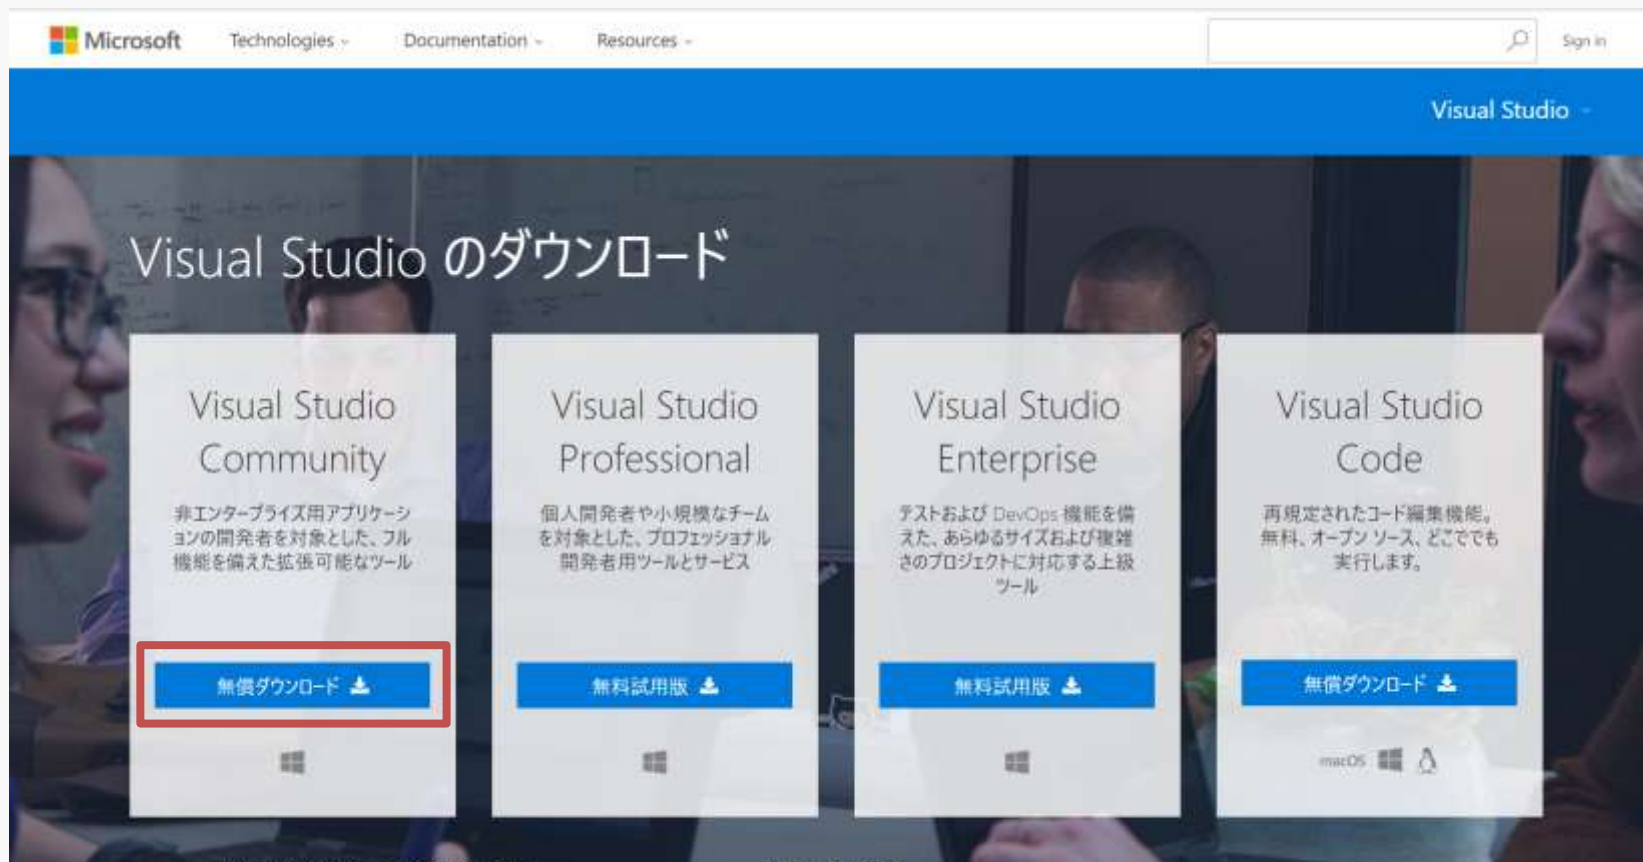 Microsoft Technologies Documentation Resources Sign in
Visual Studio
Visual Studio のダウンロード
Visual Studio
Community
非エンタープライズ用アプリケーシ
ョンの開発者を対象とした、フル
機能を備えた拡張可能なツール
無償ダウンロード
Visual Studio
Professional
個人開発者や小規模なチーム
を対象とした、プロフェッショナル
開発者用ツールとサービス
無料試用版
Visual Studio
Enterprise
テストおよび DevOps 機能を備
えた、あらゆるサイズおよび複雑
さのプロジェクトに対応する上級
ツール
無料試用版
Visual Studio
Code
再規定されたコード編集機能。
無料、オープン ソース、どこででも
実行します。
無償ダウンロード
macOS